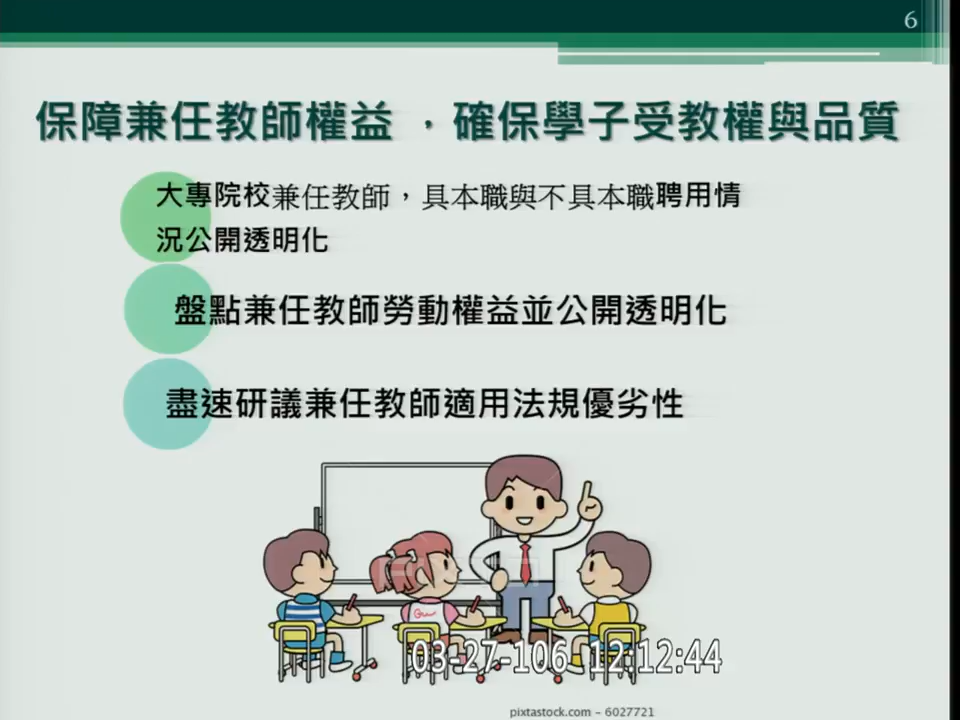 6
保障兼任教師權益 ，確保學子受教權與品質
大專院校兼任教師，具本職與不具本職聘用情
況公開透明化
盤點兼任教師勞動權益並公開透明化
盡速研議兼任教師適用法規優劣性
03-27-106 12:12:44
pixtastock.com - 6027721